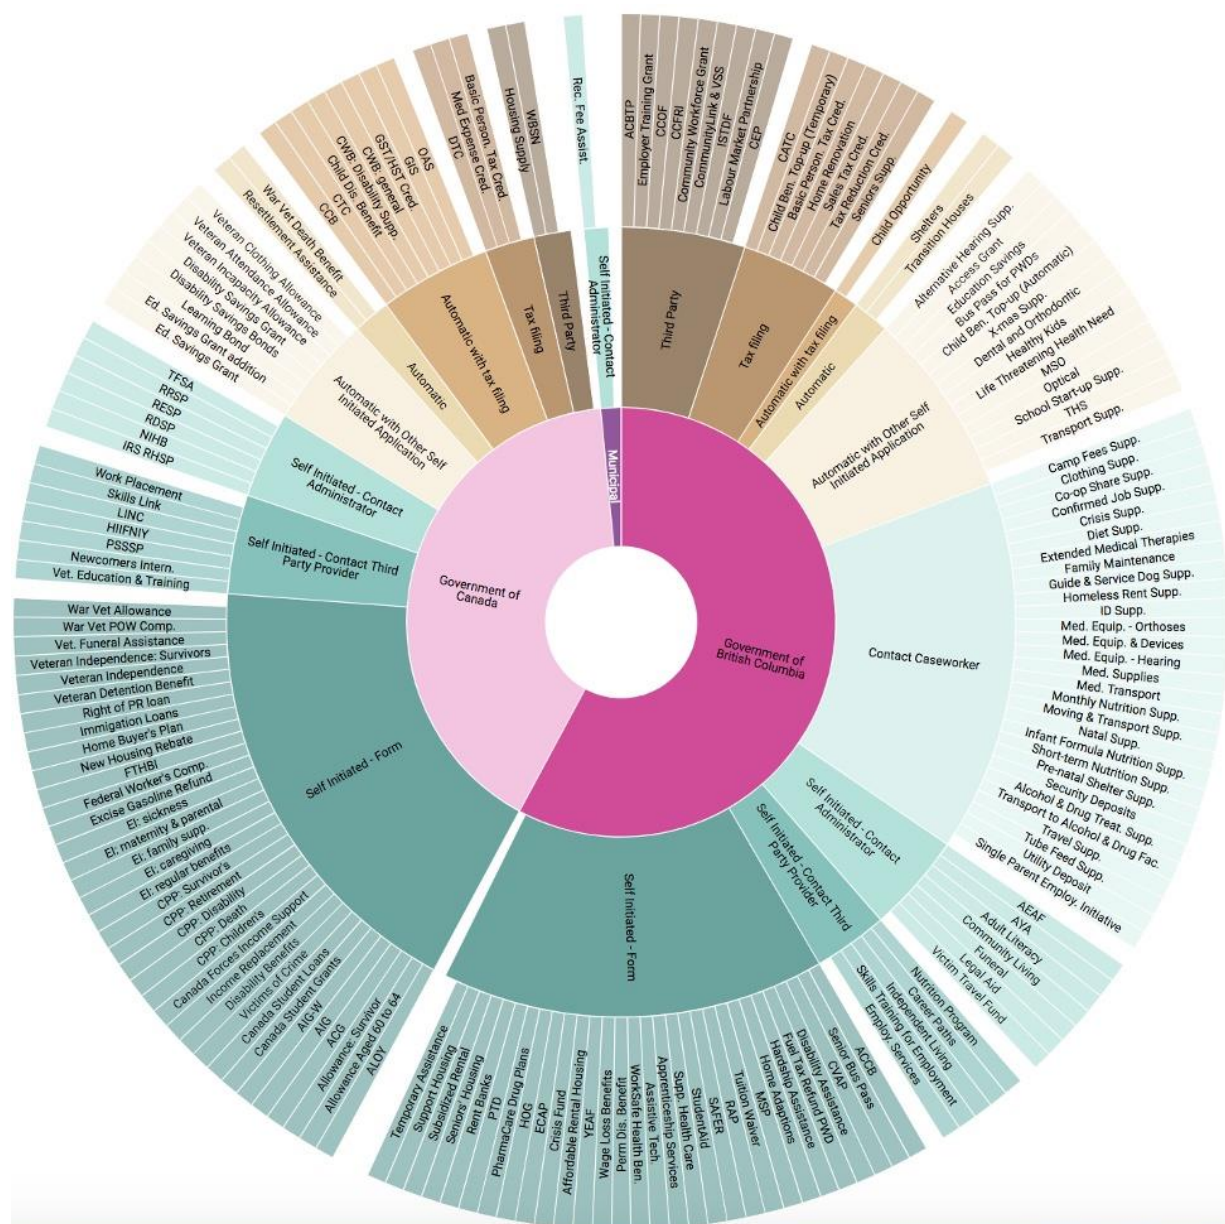 Government of
British Columbia
Third Party
ACBTP
Employer Training Grant
CCOF
CCFRI
Community Workforce Grant
CommunityLink & VSS
ISTDF
Labour Market Partnership
CEP
Tax filing
CATC
Child Ben. Top-up (Temporary)
Basic Person. Tax Cred.
Home Renovation
Sales Tax Cred.
Tax Reduction Cred.
Seniors Supp.
Automatic with tax filing
Child Opportunity
Automatic
Shelters
Transition Houses
Automatic with Other Self
Initiated Application
Alternative Hearing Supp.
Access Grant
Education Savings
Bus Pass for PWDs
Child Ben. Top-up (Automatic)
X-mas Supp.
Dental and Orthodontic
Healthy Kids
Life Threatening Health Need
MSO
Optical
School Start-up Supp.
THS
Transport Supp.
Contact Caseworker
Camp Fees Supp.
Clothing Supp.
Co-op Share Supp.
Confirmed Job Supp.
Crisis Supp.
Diet Supp.
Extended Medical Therapies
Family Maintenance
Guide & Service Dog Supp.
Homeless Rent Supp.
ID Supp.
Med. Equip. - Orthoses
Med. Equip. & Devices
Med. Equip. - Hearing
Med. Supplies
Med. Transport
Monthly Nutrition Supp.
Moving & Transport Supp.
Natal Supp.
Infant Formula Nutrition Supp.
Short-term Nutrition Supp.
Pre-natal Shelter Supp.
Security Deposits
Alcohol & Drug Treat. Supp.
Transport to Alcohol & Drug Fac.
Travel Supp.
Tube Feed Supp.
Utility Deposit
Single Parent Employ. Initiative
Self Initiated - Contact
Administrator
AEAF
AYA
Adult Literacy
Community Living
Funeral
Legal Aid
Victim Travel Fund
Self Initiated - Contact Third
Party Provider
Nutrition Program
Career Paths
Independent Living
Skills Training for Employment
Employ. Services
Self Initiated - Form
ACCB
Senior Bus Pass
CVAP
Disability Assistance
Fuel Tax Refund PWD
Hardship Assistance
Home Adaptions
MSP
Tuition Waiver
RAP
SAFER
StudentAid
Supp. Health Care
Apprenticeship Services
Assistive Tech.
WorkSafe Health Ben.
Perm Dis. Benefit
Wage Loss Benefits
YEAF
Affordable Rental Housing
Crisis Fund
ECAP
HOG
PharmaCare Drug Plans
PTD
Rent Banks
Seniors' Housing
Subsidized Rental
Support Housing
Temporary Assistance
Government of
Canada
Self Initiated - Form
ALOY
Allowance Aged 60 to 64
Allowance: Survivor
ACG
AIG
AIG-W
Canada Student Grants
Canada Student Loans
Victims of Crime
Disability Benefits
Income Replacement
Canada Forces Income Support
CPP: Children's
CPP: Death
CPP: Disability
CPP: Retirement
CPP: Survivor's
EI: regular benefits
EI: caregiving
EI: family supp.
EI: maternity & parental
EI: sickness
Excise Gasoline Refund
Federal Worker's Comp.
FTHBI
New Housing Rebate
Home Buyer's Plan
Immigation Loans
Right of PR loan
Veteran Detention Benefit
Veteran Independence
Veteran Independence: Survivors
Vet. Funeral Assistance
War Vet POW Comp.
War Vet Allowance
Self Initiated - Contact Third
Party Provider
Vet. Education & Training
Newcomers Intern.
PSSSP
HIIFNIY
LINC
Skills Link
Work Placement
Self Initiated - Contact
Administrator
IRS RHSP
NIHB
RDSP
RESP
RRSP
TFSA
Automatic with Other Self
Initiated Application
Ed. Savings Grant
Ed. Savings Grant addition
Learning Bond
Disability Savings Bonds
Disability Savings Grant
Veteran Incapacity Allowance
Veteran Attendance Allowance
Veteran Clothing Allowance
Automatic
Resettlement Assistance
War Vet Death Benefit
Automatic with tax filing
CCB
CTC
Child Dis. Benefit
CWB: Disability Supp.
CWB: general
GST/HST Cred.
GIS
OAS
Tax filing
DTC
Med Expense Cred.
Basic Person. Tax Cred.
Third Party
Housing Supply
WBSN
Municipal
Self Initiated - Contact
Administrator
Rec. Fee Assist.